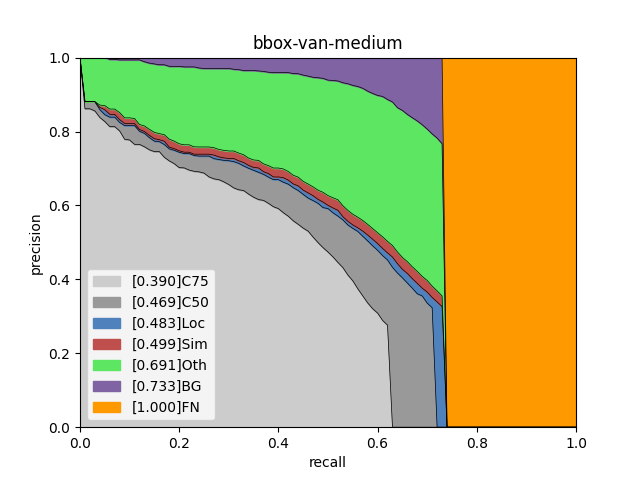 bbox-van-medium
1.0
0.8
0.6
0.4
0.2
0.0
precision
[0.390]C75
[0.469]C50
[0.483]Loc
[0.499]Sim
[0.691]Oth
[0.733]BG
[1.000]FN
0.0 0.2 0.4 0.6 0.8 1.0
recall